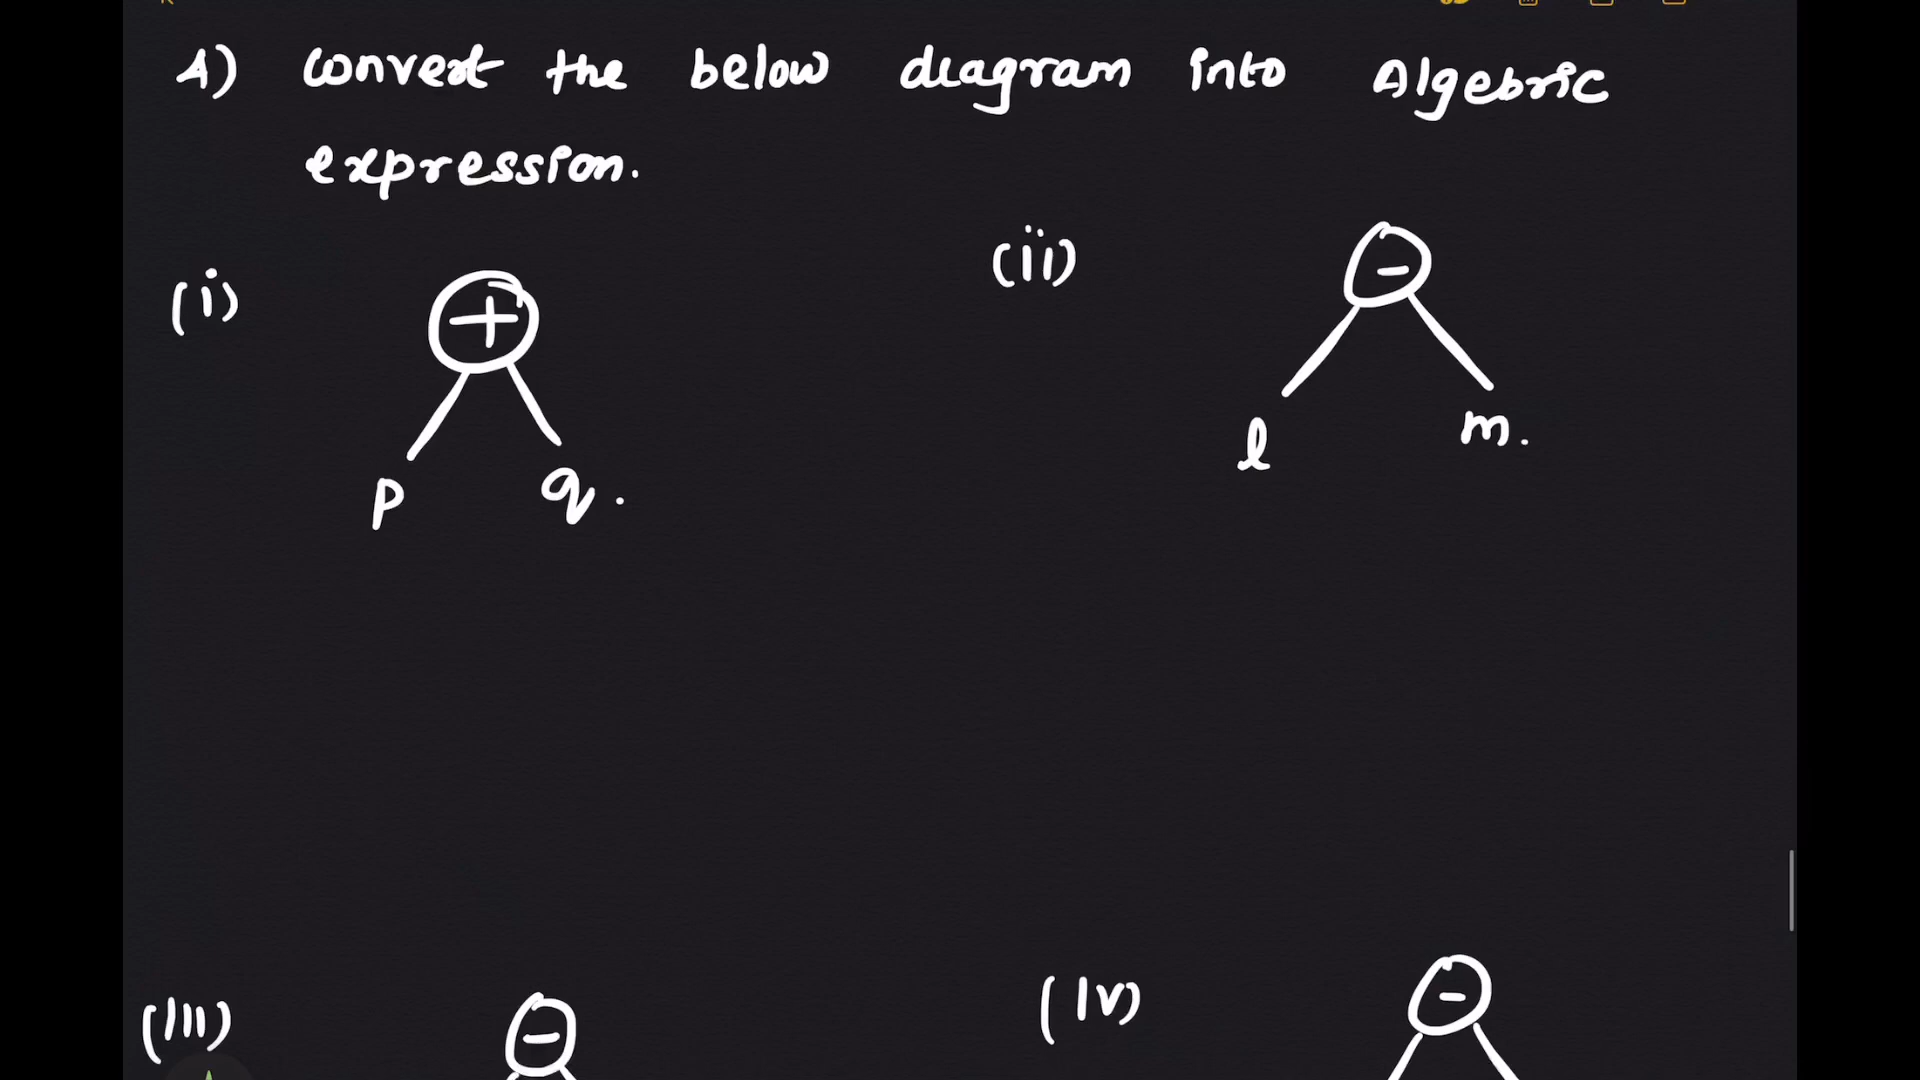 A) convert the below diagram into Algebric
expression.
(i)
+
p
q.
(ii)
-
l
m.
(III)
-
(IV)
-